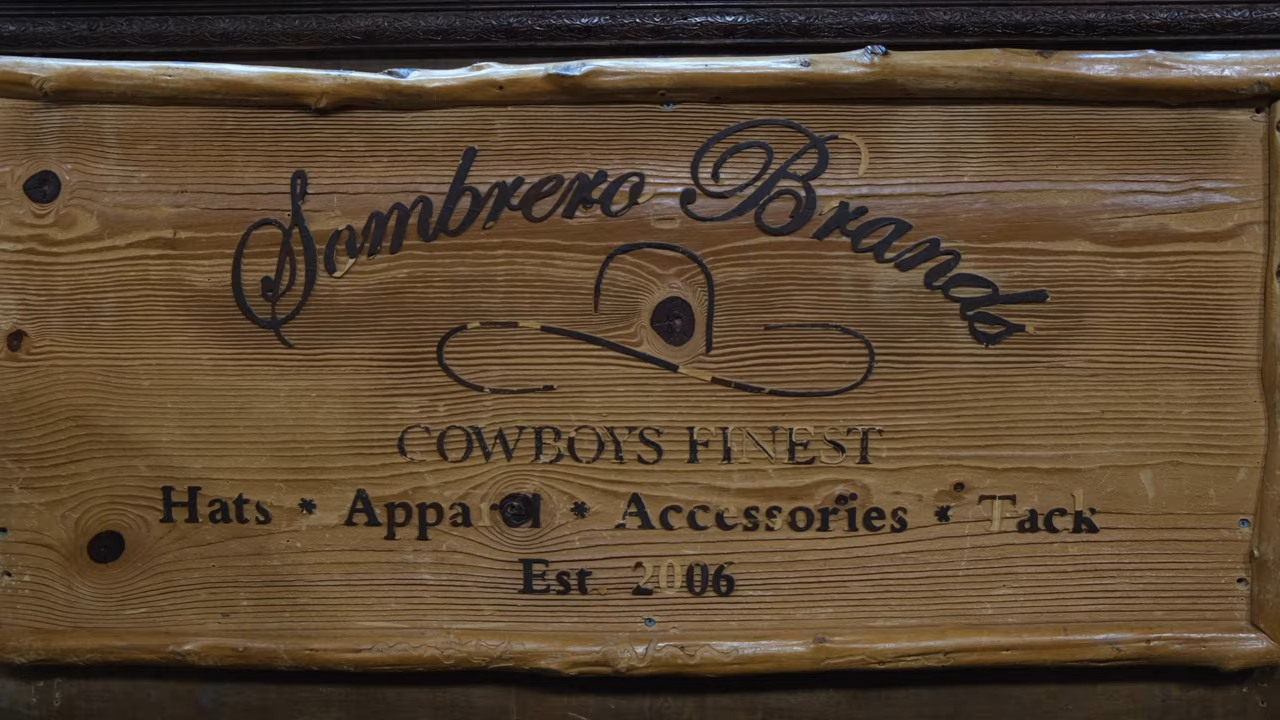 Sombrero Brands
COWBOYS FINEST
Hats * Apparel * Accessories * Tack
Est. 2006